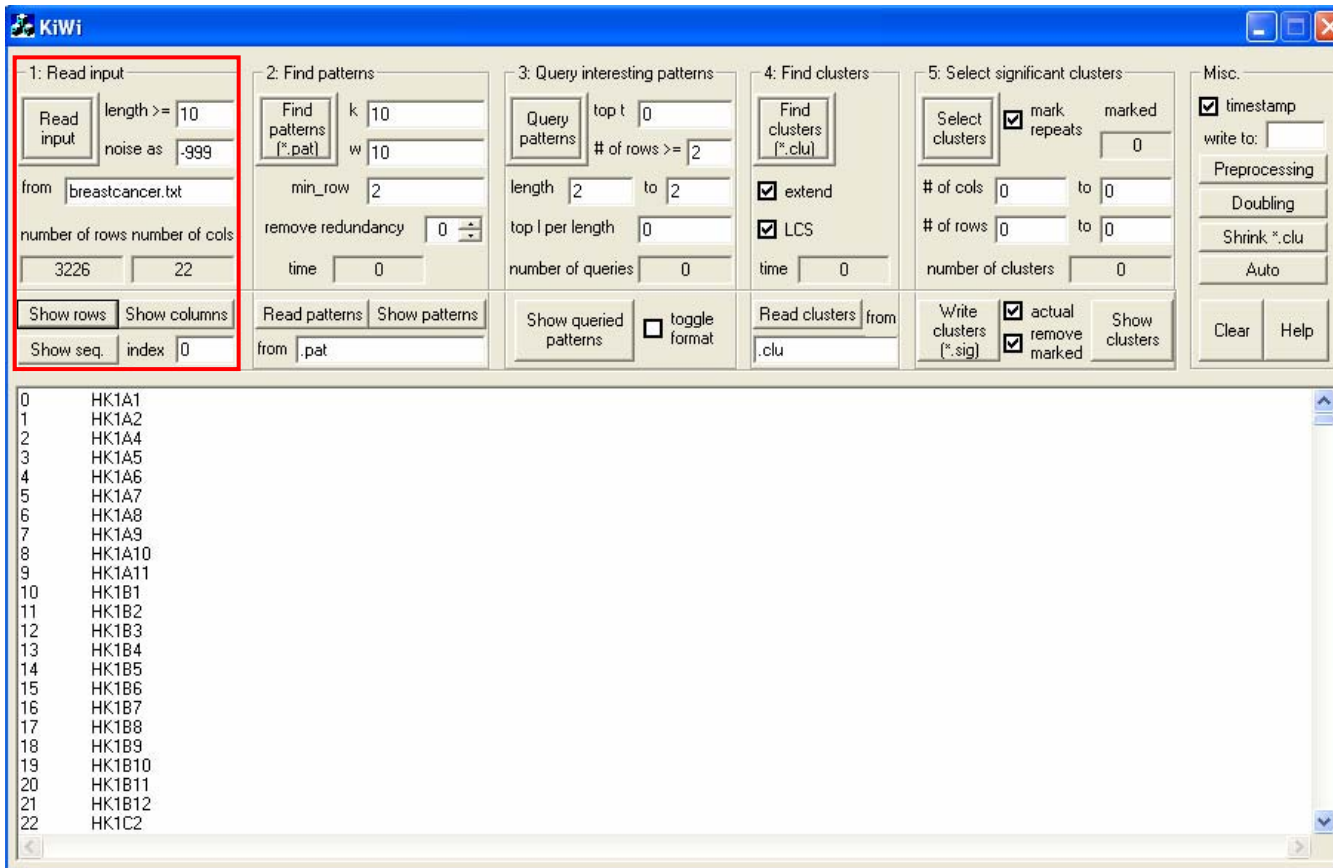 KiWi
1: Read input
Read input
length >= 10
noise as -999
from breastcancer.txt
number of rows number of cols
3226 22
Show rows Show columns
Show seq. index 0
2: Find patterns
Find patterns (*.pat)
k 10
w 10
min_row 2
remove redundancy 0
time 0
Read patterns Show patterns
from .pat
3: Query interesting patterns
Query patterns
top t 0
# of rows >= 2
length 2 to 2
top l per length 0
number of queries 0
Show queried patterns
toggle format
4: Find clusters
Find clusters (*.clu)
extend
LCS
time 0
Read clusters from
.clu
5: Select significant clusters
Select clusters
mark repeats
marked
0
# of cols 0 to 0
# of rows 0 to 0
number of clusters 0
Write clusters (*.sig)
actual
remove marked
Show clusters
Misc.
timestamp
write to:
Preprocessing
Doubling
Shrink *.clu
Auto
Clear Help
0 HK1A1
1 HK1A2
2 HK1A4
3 HK1A5
4 HK1A6
5 HK1A7
6 HK1A8
7 HK1A9
8 HK1A10
9 HK1A11
10 HK1B1
11 HK1B2
12 HK1B3
13 HK1B4
14 HK1B5
15 HK1B6
16 HK1B7
17 HK1B8
18 HK1B9
19 HK1B10
20 HK1B11
21 HK1B12
22 HK1C2